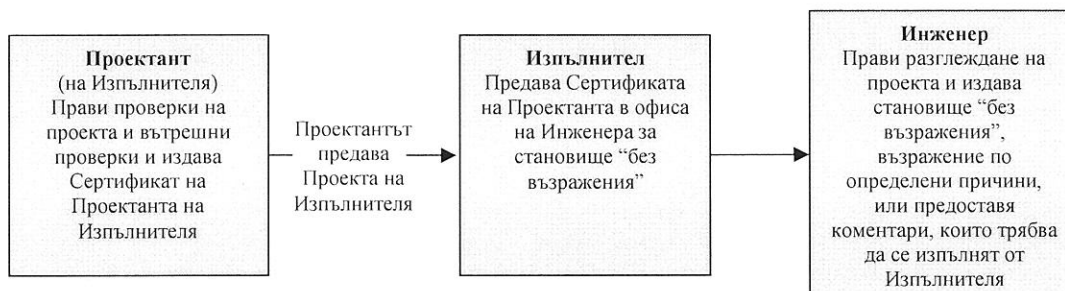 Проектант
(на Изпълнителя)
Прави проверки на
проекта и вътрешни
проверки и издава
Сертификат на
Проектанта на
Изпълнителя
Проектантът
предава
Проекта на
Изпълнителя
Изпълнител
Предава Сертификата
на Проектанта в офиса
на Инженера за
становище “без
възражения”
Инженер
Прави разглеждане на
проекта и издава
становище “без
възражения”,
възражение по
определени причини,
или предоставя
коментари, които трябва
да се изпълнят от
Изпълнителя